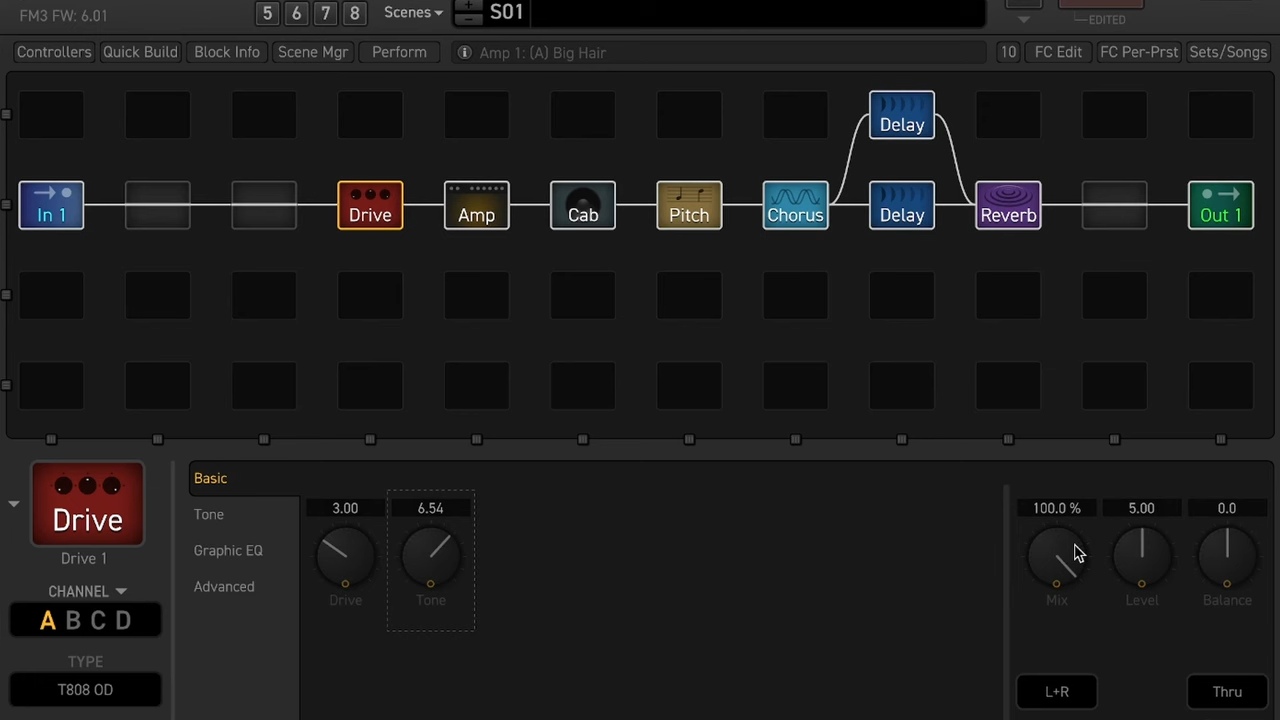 FM3 FW: 6.01
5 6 7 8 Scenes S01
EDITED
Controllers Quick Build Block Info Scene Mgr Perform Amp 1: (A) Big Hair 10 FC Edit FC Per-Prst Sets/Songs
Delay
In 1 Drive Amp Cab Pitch Chorus Delay Reverb Out 1
Drive
Drive 1
CHANNEL
A B C D
TYPE
T808 OD
Basic
Tone
Graphic EQ
Advanced
3.00 6.54
Drive Tone
100.0 % 5.00 0.0
Mix Level Balance
L+R Thru